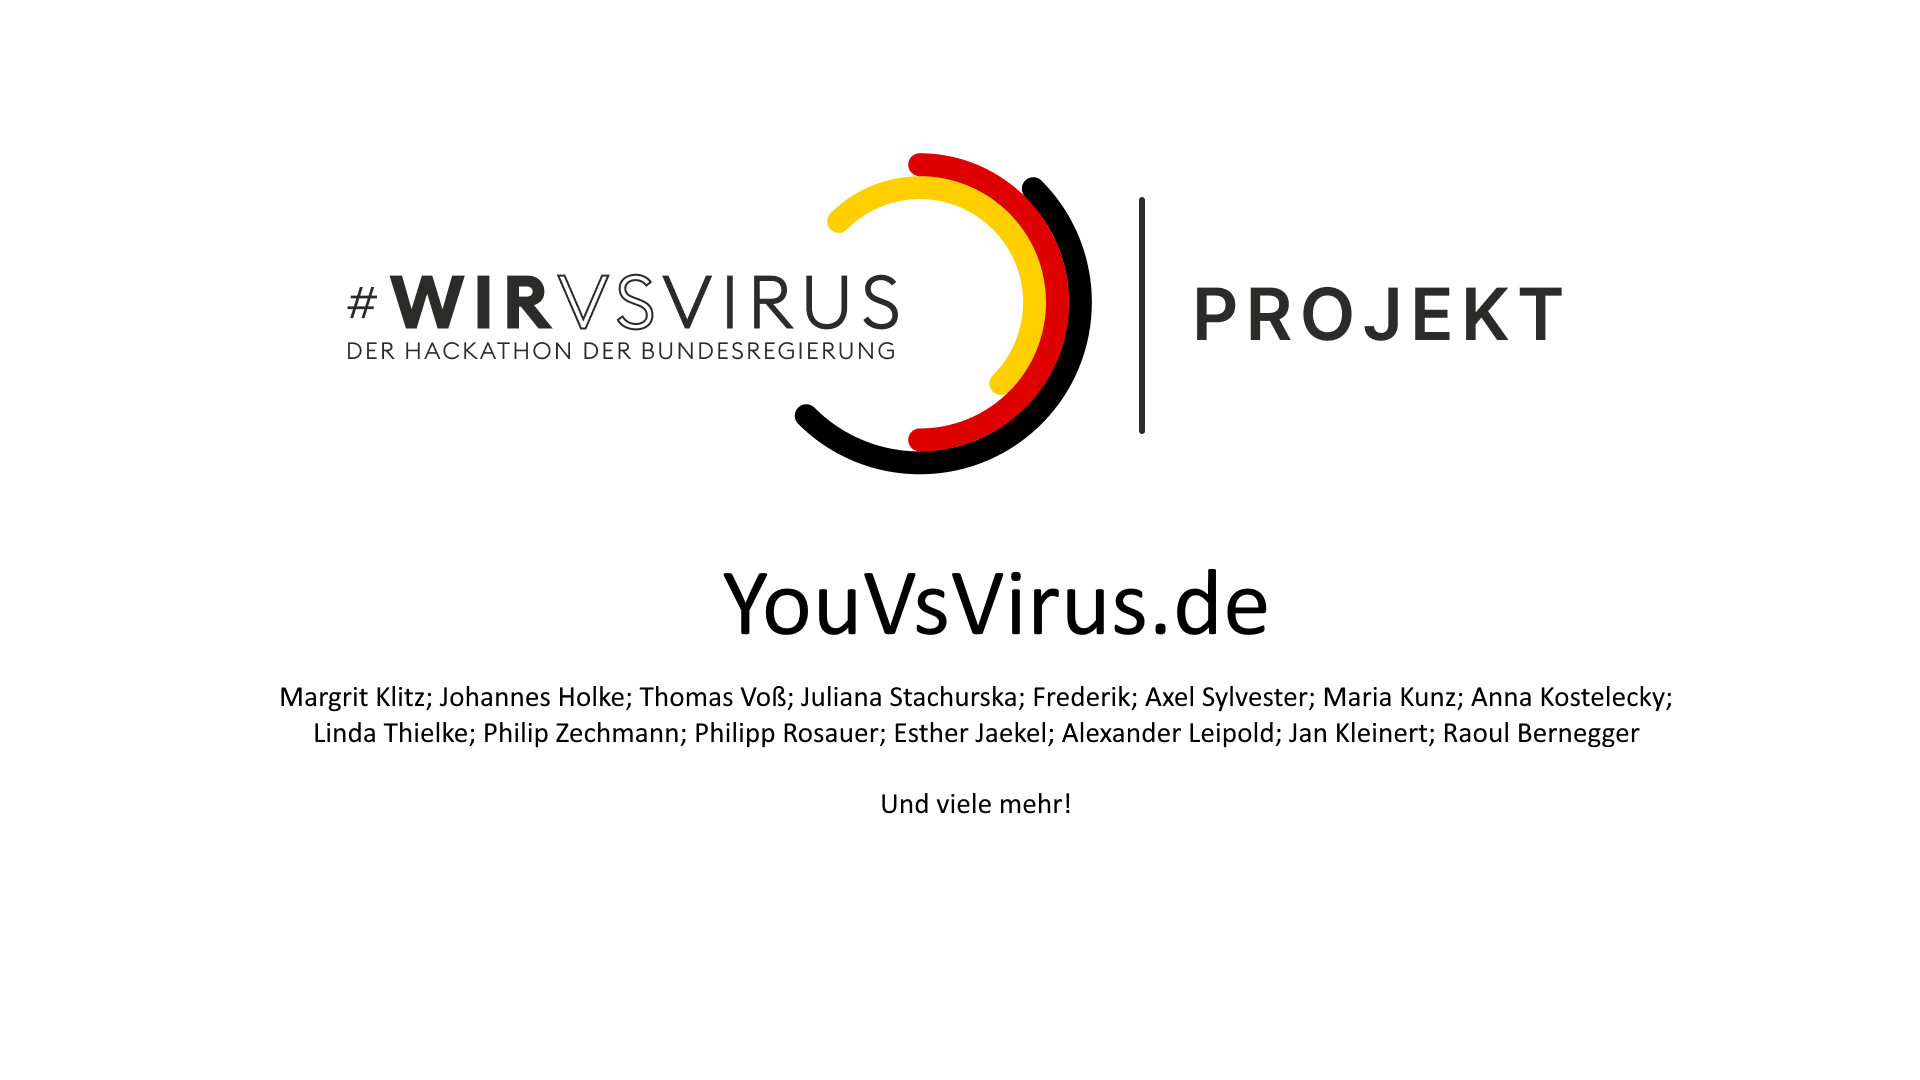 #WIRVSVIRUS
DER HACKATHON DER BUNDESREGIERUNG
PROJEKT
YouVsVirus.de
Margrit Klitz; Johannes Holke; Thomas Voß; Juliana Stachurska; Frederik; Axel Sylvester; Maria Kunz; Anna Kostelecky;
Linda Thielke; Philip Zechmann; Philipp Rosauer; Esther Jaekel; Alexander Leipold; Jan Kleinert; Raoul Bernegger
Und viele mehr!